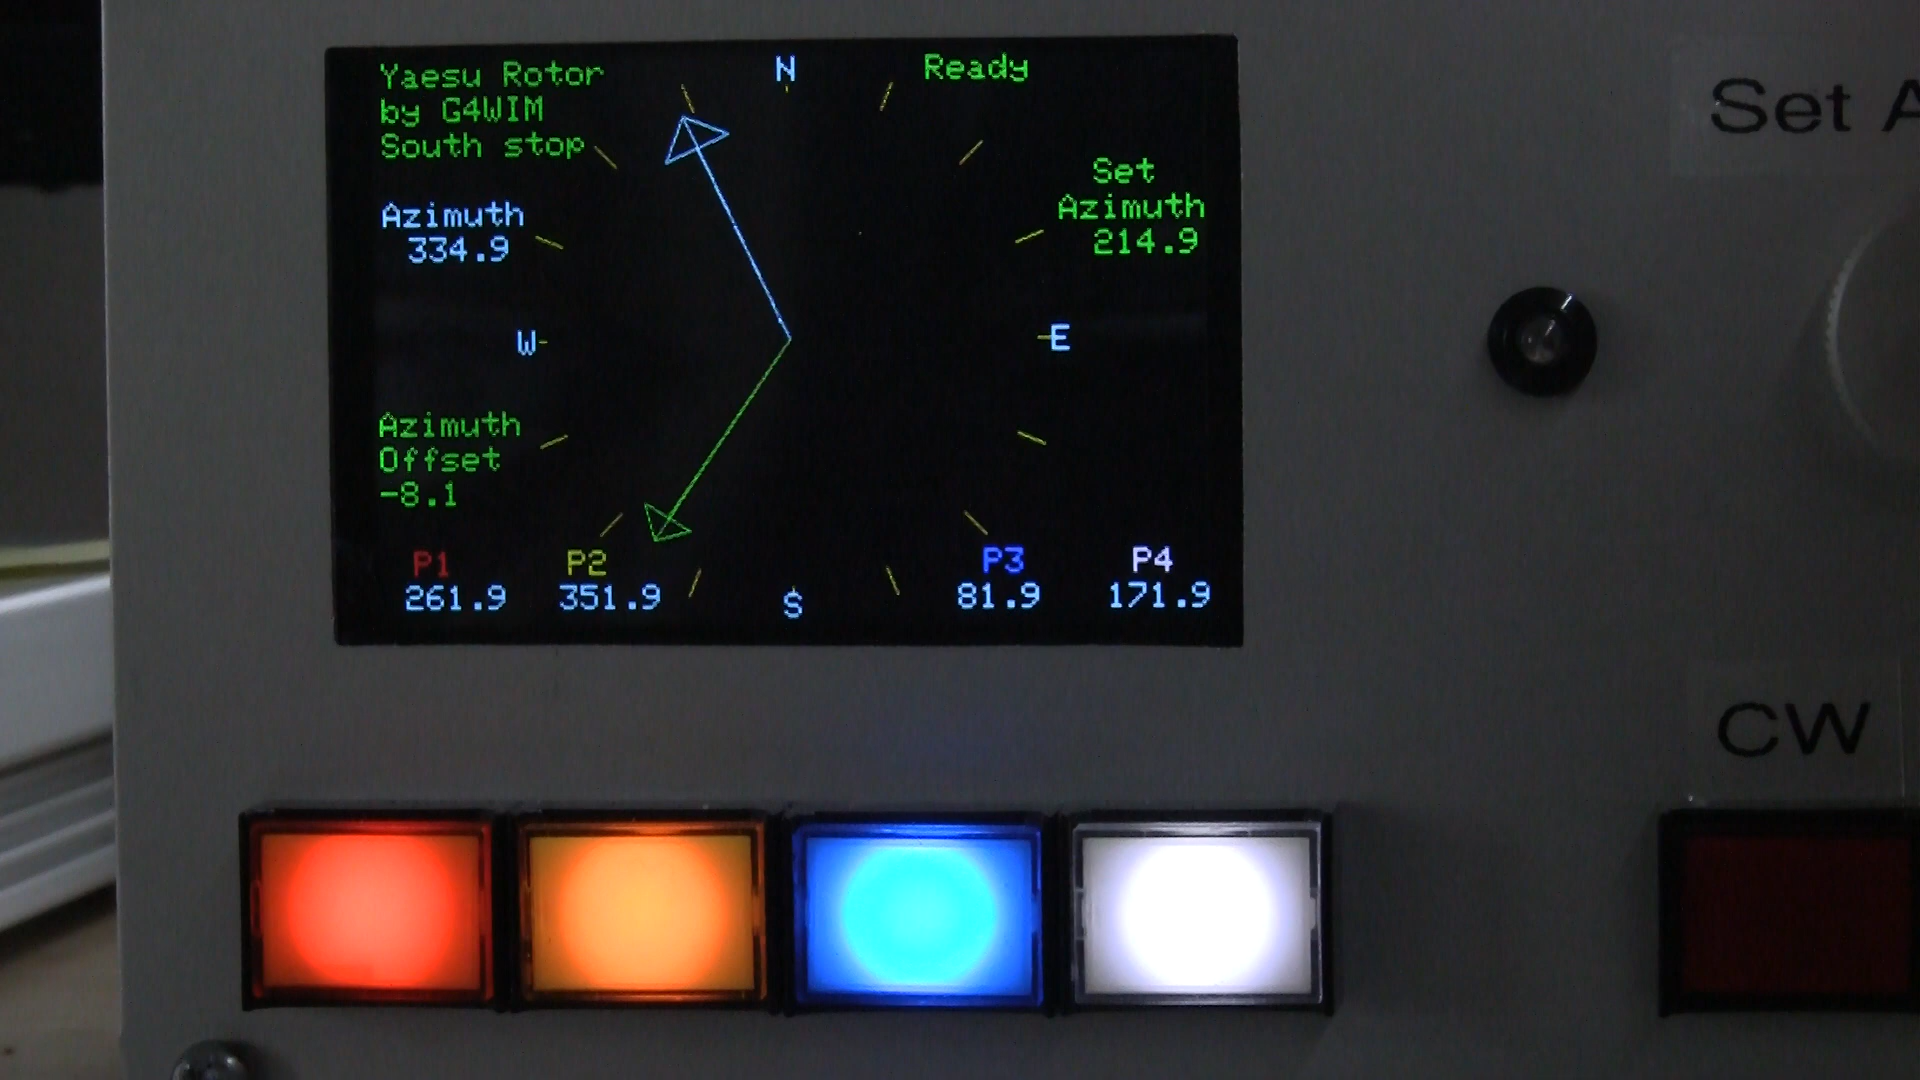 Yaesu Rotor
by G4WIM
South stop
N
Ready
Set
Azimuth
214.9
Azimuth
334.9
W
E
Azimuth
Offset
-8.1
P1
261.9
P2
351.9
S
P3
81.9
P4
171.9
Set
CW